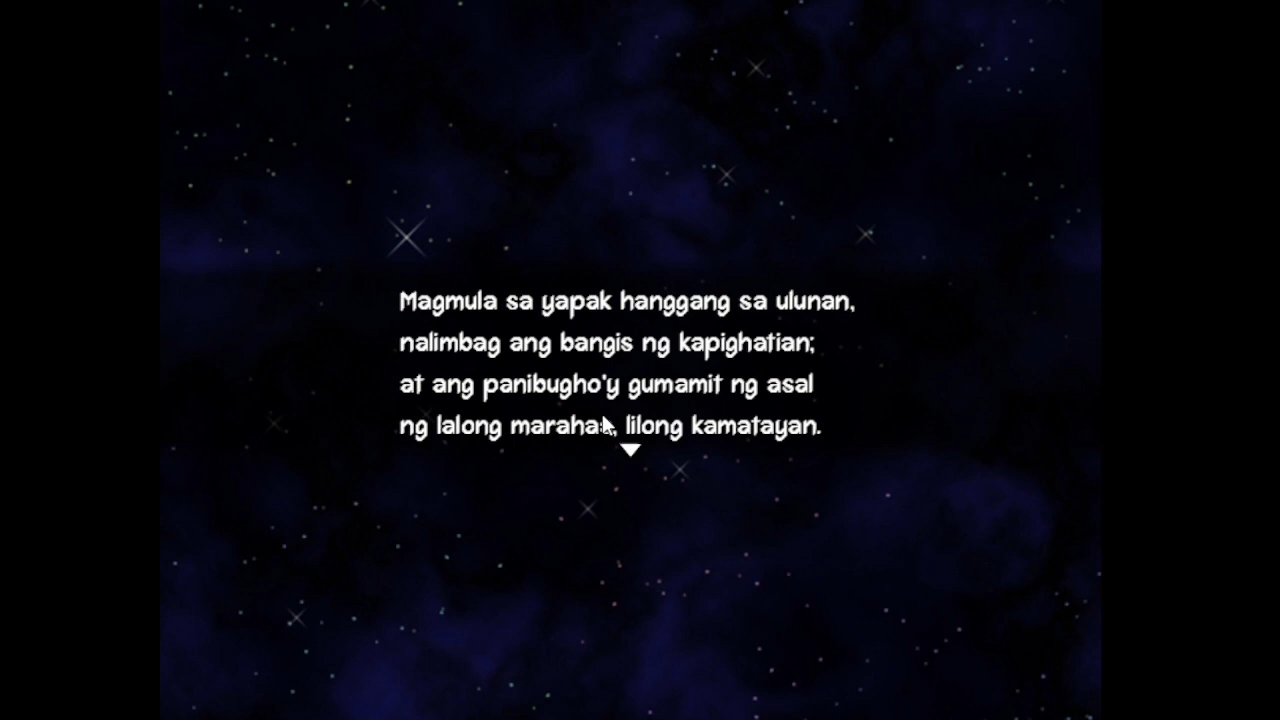 Magmula sa yapak hanggang sa ulunan,
nalimbag ang bangis ng kapighatian;
at ang panibugho'y gumamit ng asal
ng lalong marahas, lilong kamatayan.